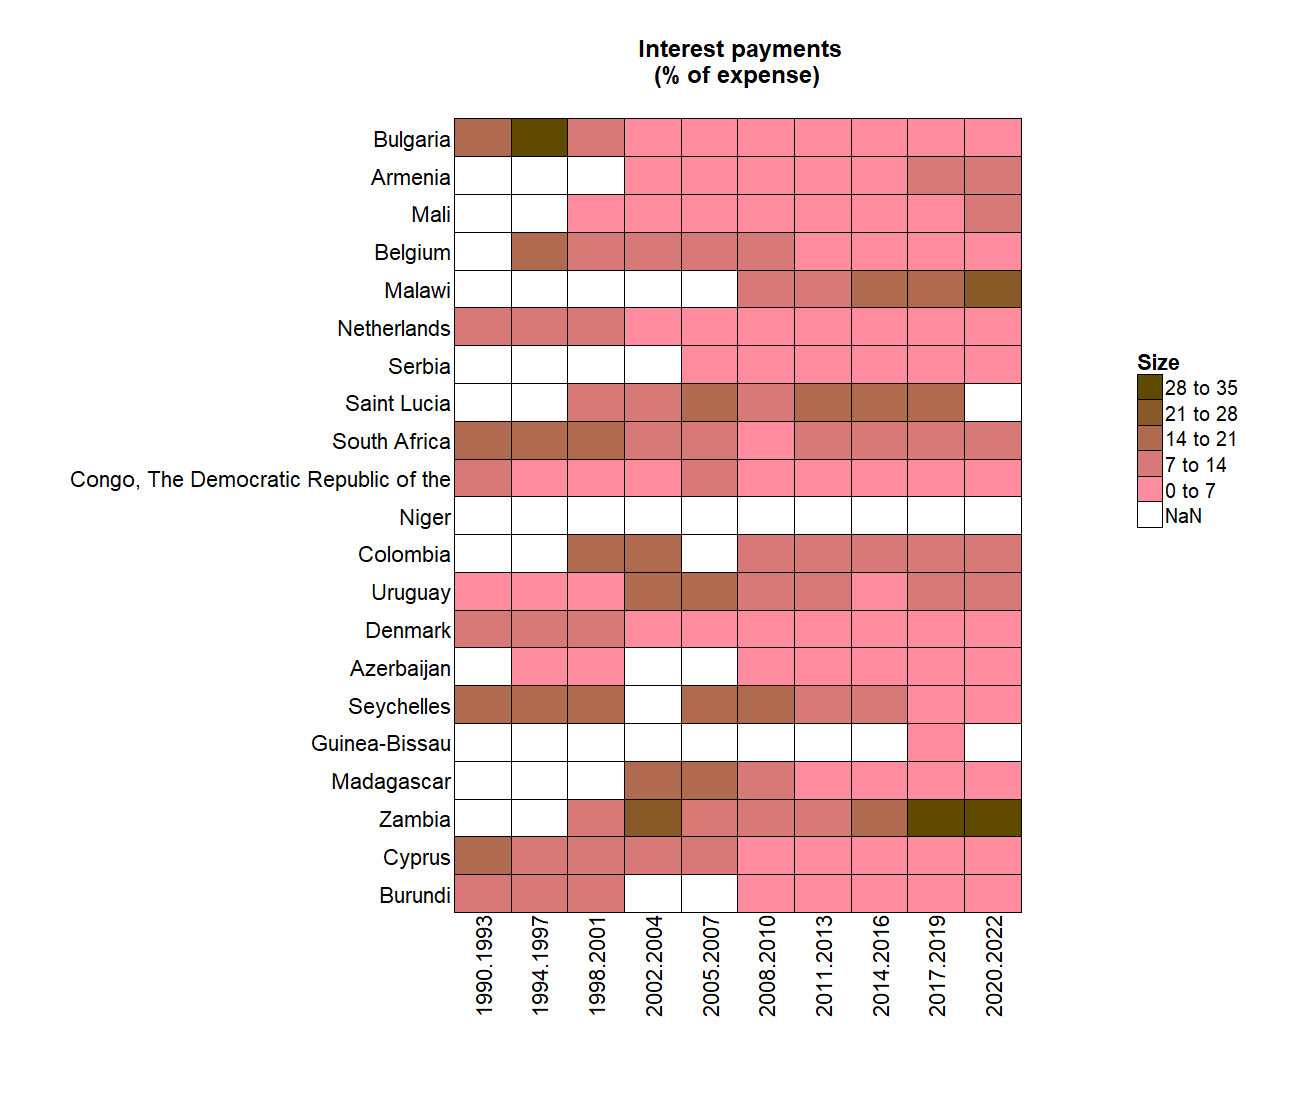 Interest payments
(% of expense)
Bulgaria
Armenia
Mali
Belgium
Malawi
Netherlands
Serbia
Saint Lucia
South Africa
Congo, The Democratic Republic of the
Niger
Colombia
Uruguay
Denmark
Azerbaijan
Seychelles
Guinea-Bissau
Madagascar
Zambia
Cyprus
Burundi
1990.1993
1994.1997
1998.2001
2002.2004
2005.2007
2008.2010
2011.2013
2014.2016
2017.2019
2020.2022
Size
28 to 35
21 to 28
14 to 21
7 to 14
0 to 7
NaN